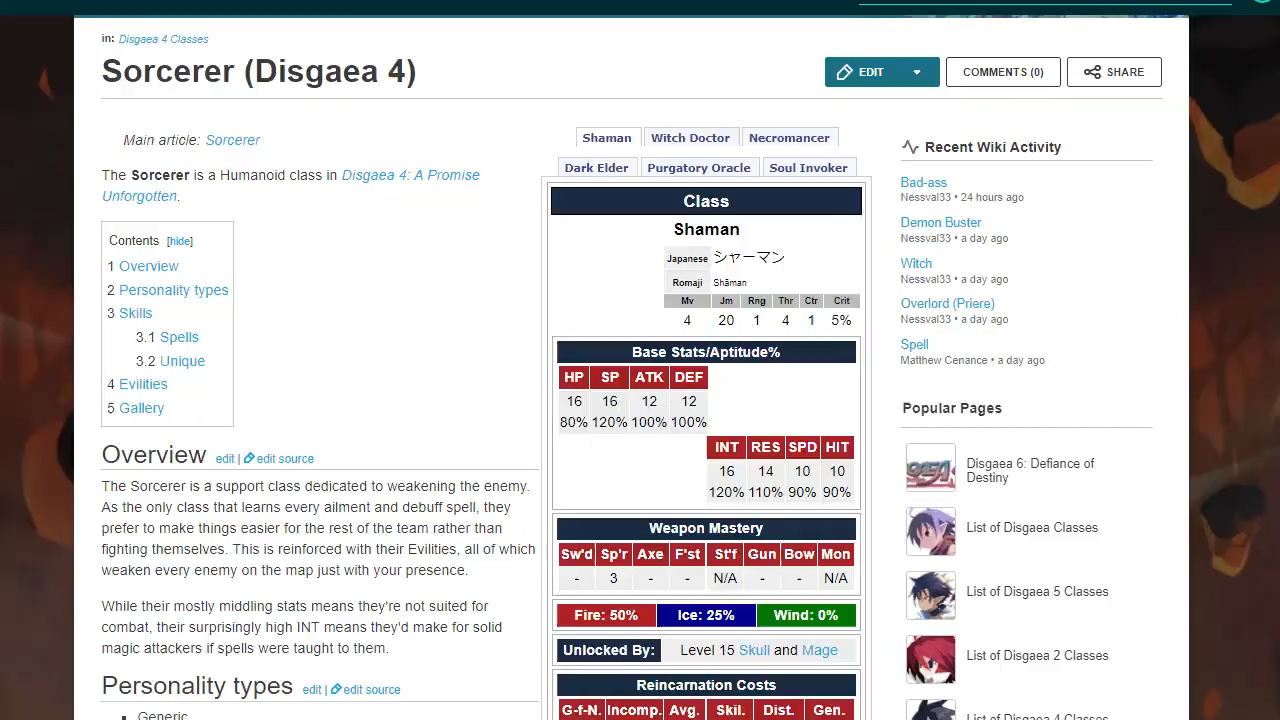 in: Disgaea 4 Classes
Sorcerer (Disgaea 4)
EDIT
COMMENTS (0)
SHARE
Main article: Sorcerer
The Sorcerer is a Humanoid class in Disgaea 4: A Promise
Unforgotten.
Contents [hide]
1 Overview
2 Personality types
3 Skills
3.1 Spells
3.2 Unique
4 Evilities
5 Gallery
Overview edit | edit source
The Sorcerer is a support class dedicated to weakening the enemy.
As the only class that learns every ailment and debuff spell, they
prefer to make things easier for the rest of the team rather than
fighting themselves. This is reinforced with their Evilities, all of which
weaken every enemy on the map just with your presence.
While their mostly middling stats means they're not suited for
combat, their surprisingly high INT means they'd make for solid
magic attackers if spells were taught to them.
Personality types edit | edit source
Generic
Shaman Witch Doctor Necromancer
Dark Elder Purgatory Oracle Soul Invoker
Class
Shaman
Japanese シャーマン
Romaji Shāman
Mv Jm Rng Thr Ctr Crit
4 20 1 4 1 5%
Base Stats/Aptitude%
HP SP ATK DEF
16 16 12 12
80% 120% 100% 100%
INT RES SPD HIT
16 14 10 10
120% 110% 90% 90%
Weapon Mastery
Sw'd Sp'r Axe F'st St'f Gun Bow Mon
- 3 - - N/A - - N/A
Fire: 50% Ice: 25% Wind: 0%
Unlocked By: Level 15 Skull and Mage
Reincarnation Costs
G-f-N. Incomp. Avg. Skil. Dist. Gen.
Recent Wiki Activity
Bad-ass
Nessval33 • 24 hours ago
Demon Buster
Nessval33 • a day ago
Witch
Nessval33 • a day ago
Overlord (Priere)
Nessval33 • a day ago
Spell
Matthew Cenance • a day ago
Popular Pages
Disgaea 6: Defiance of
Destiny
List of Disgaea Classes
List of Disgaea 5 Classes
List of Disgaea 2 Classes
List of Disgaea 4 Classes